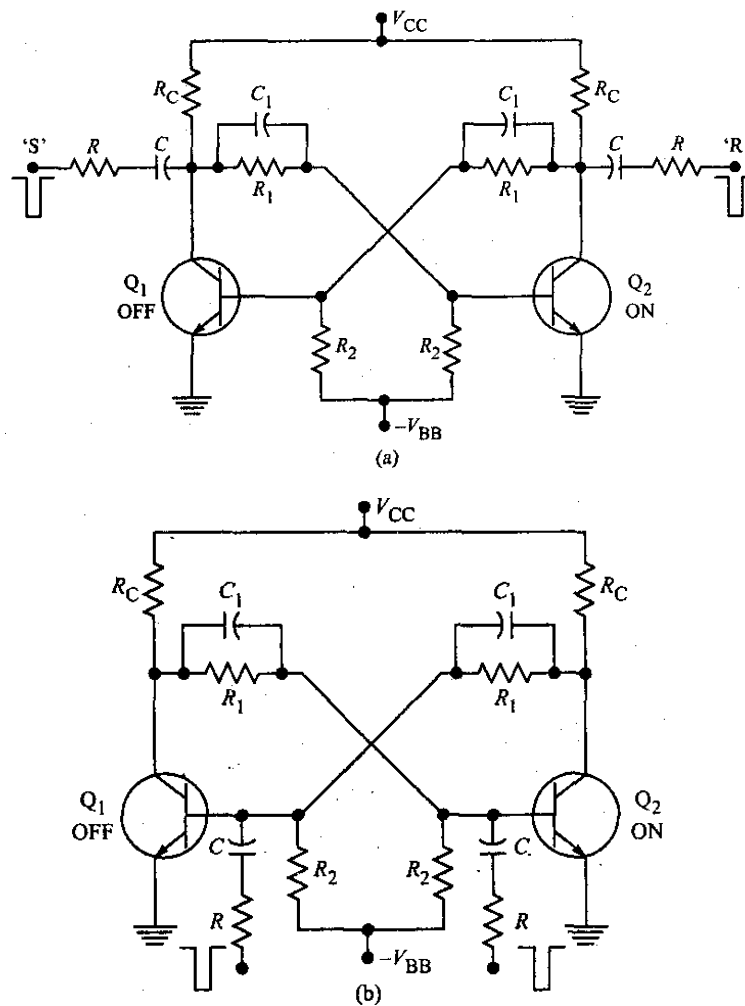 V_CC
R_C
C_1
C_1
R_C
'S'
R
C
R_1
R_1
C
R
'R
Q_1
OFF
Q_2
ON
R_2
R_2
-V_BB
(a)
V_CC
R_C
C_1
C_1
R_C
R_1
R_1
Q_1
OFF
Q_2
ON
C
R_2
R_2
C
R
R
-V_BB
(b)